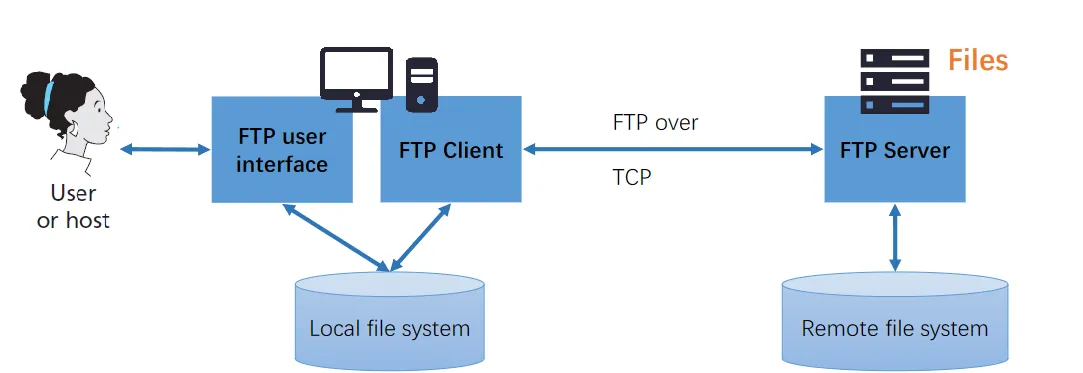 Files
FTP user
interface
FTP Client
FTP over
TCP
FTP Server
User
or host
Local file system
Remote file system